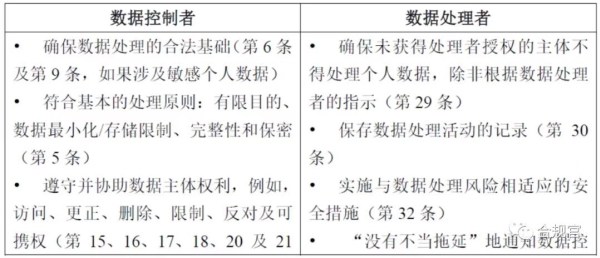 数据控制者
• 确保数据处理的合法基础（第 6 条
及第 9 条，如果涉及敏感个人数据）
• 符合基本的处理原则：有限目的、
数据最小化/存储限制、完整性和保密
（第 5 条）
• 遵守并协助数据主体权利，例如，
访问、更正、删除、限制、反对及可
携权（第 15、16、17、18、20 及 21
数据处理者
• 确保未获得处理者授权的主体不
得处理个人数据，除非根据数据处理
者的指示（第 29 条）
• 保存数据处理活动的记录（第 30
条）
• 实施与数据处理风险相适应的安
全措施（第 32 条）
• “没有不当拖延”地通知数据控
合规宫